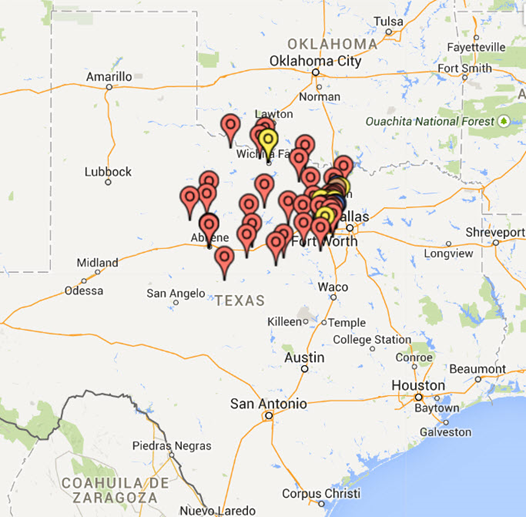 Tulsa
OKLAHOMA
Fayetteville
Oklahoma City
Amarillo
Fort Smith
Norman
Lawton
Ouachita National Forest
Wichita Fa
Lubbock
Dallas
Abilene
Fort Worth
Shreveport
Longview
Midland
Odessa
San Angelo
TEXAS
Waco
Killeen
Temple
College Station
Conroe
Austin
Beaumont
Houston
San Antonio
Baytown
Galveston
Piedras Negras
COAHUILA DE
ZARAGOZA
Corpus Christi
Nuevo Laredo